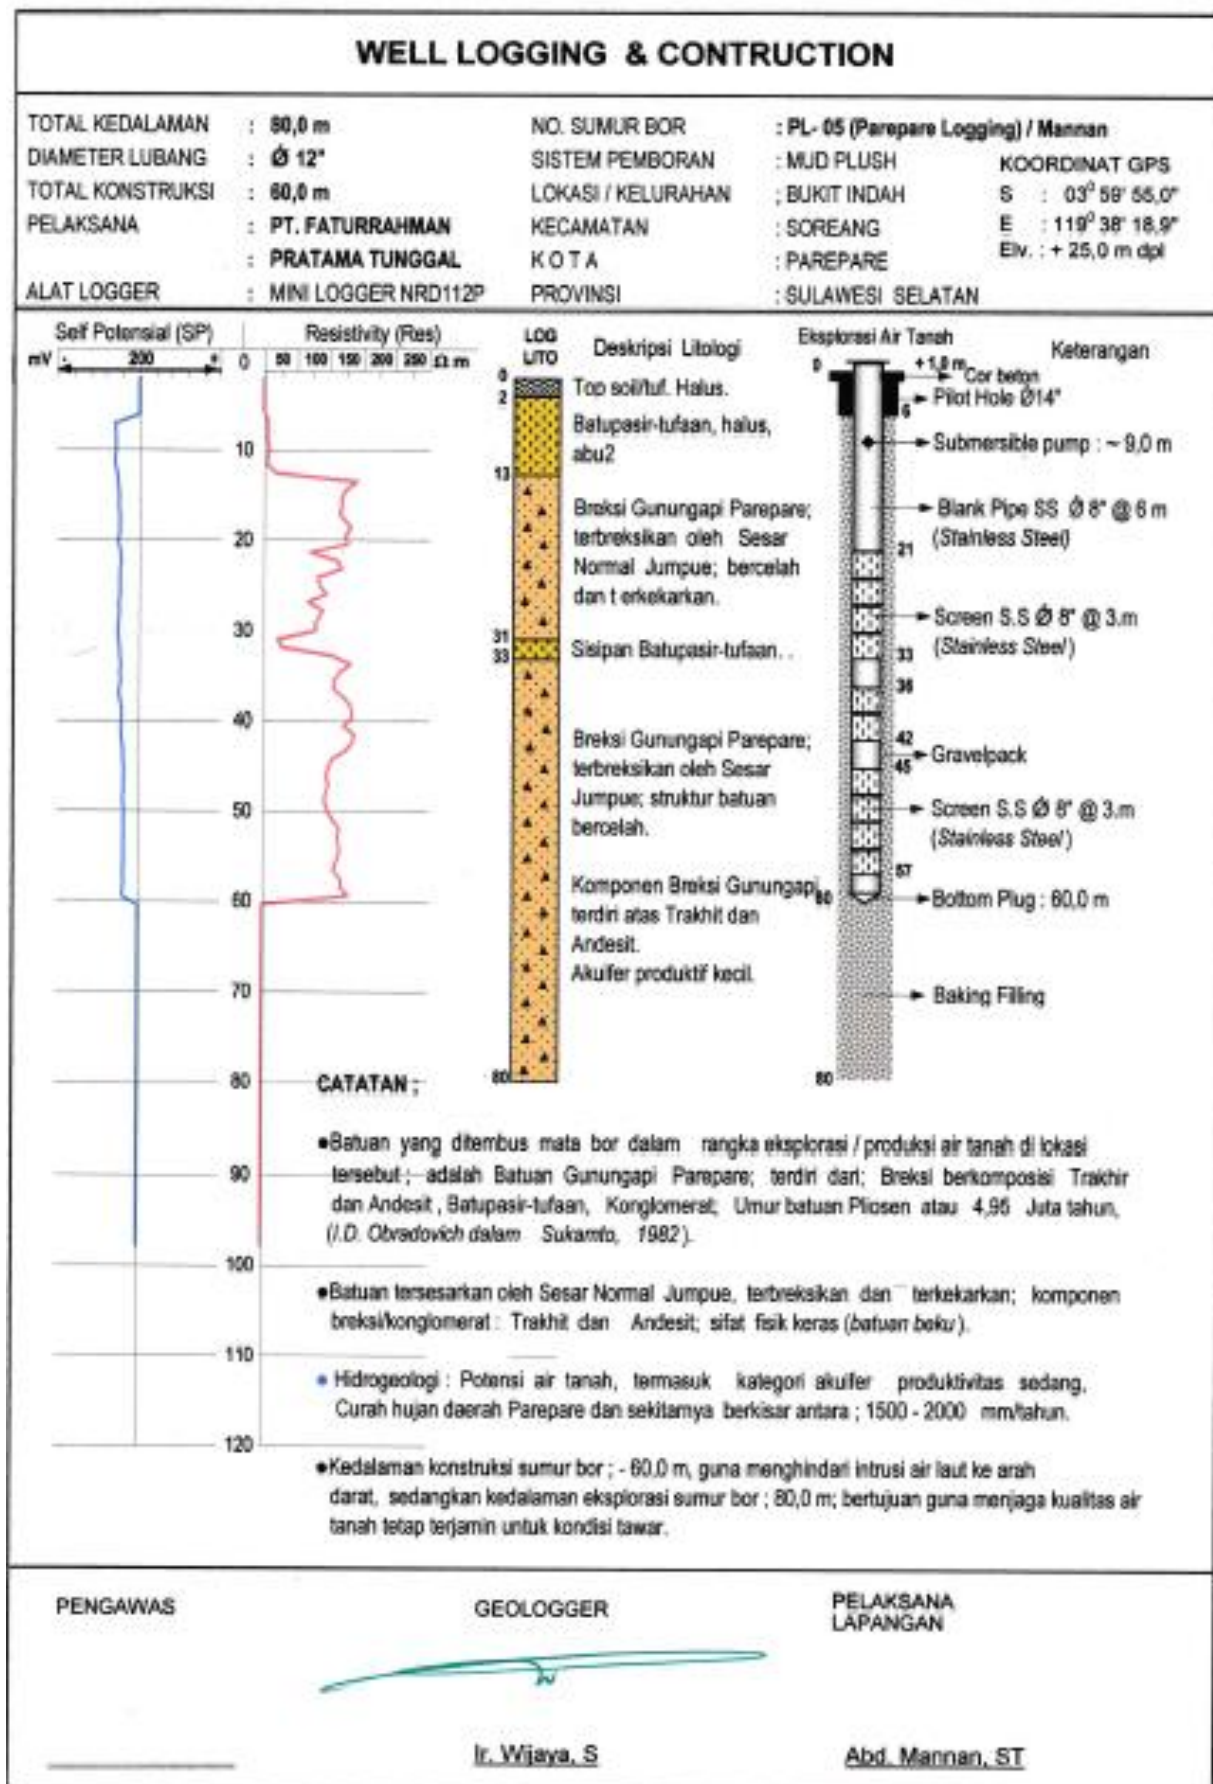 WELL LOGGING & CONTRUCTION
TOTAL KEDALAMAN : 80,0 m
DIAMETER LUBANG : Ø 12"
TOTAL KONSTRUKSI : 60,0 m
PELAKSANA : PT. FATURRAHMAN
: PRATAMA TUNGGAL
ALAT LOGGER : MINI LOGGER NRD112P
NO. SUMUR BOR : PL- 05 (Parepare Logging) / Mannan
SISTEM PEMBORAN : MUD PLUSH
LOKASI / KELURAHAN ; BUKIT INDAH
KECAMATAN : SOREANG
K O T A : PAREPARE
PROVINSI : SULAWESI SELATAN
KOORDINAT GPS
S : 03⁰ 59' 55,0"
E : 119⁰ 38' 18,9"
Elv. : + 25,0 m dpl
Self Potensial (SP)
mV - 200 +
0
Resistivity (Res)
50 100 150 200 250 Ω m
10
20
30
40
50
60
70
80
90
100
110
120
LOG
LITO
0
2
13
31
33
80
Deskripsi Litologi
Top soil/tuf. Halus.
Batupasir-tufaan, halus,
abu2
Breksi Gunungapi Parepare;
terbreksikan oleh Sesar
Normal Jumpue; bercelah
dan t erkekarkan.
Sisipan Batupasir-tufaan. .
Breksi Gunungapi Parepare;
terbreksikan oleh Sesar
Jumpue; struktur batuan
bercelah.
Komponen Breksi Gunungapi
terdiri atas Trakhit dan
Andesit.
Akuifer produktif kecil.
Eksplorasi Air Tanah
0
+1,0 m
6
21
33
36
42
45
57
60
80
Keterangan
Cor beton
Pilot Hole Ø14"
Submersible pump : ~ 9,0 m
Blank Pipe SS Ø 8" @ 6 m
(Stainless Steel)
Screen S.S Ø 8" @ 3.m
(Stainless Steel)
Gravelpack
Screen S.S Ø 8" @ 3.m
(Stainless Steel)
Bottom Plug : 60,0 m
Baking Filling
CATATAN ;
●Batuan yang ditembus mata bor dalam rangka eksplorasi / produksi air tanah di lokasi
tersebut ; adalah Batuan Gunungapi Parepare; terdiri dari; Breksi berkomposisi Trakhir
dan Andesit , Batupasir-tufaan, Konglomerat; Umur batuan Pliosen atau 4,95 Juta tahun,
(I.D. Obradovich dalam Sukamto, 1982).
●Batuan tersesarkan oleh Sesar Normal Jumpue, terbreksikan dan terkekarkan; komponen
breksi/konglomerat : Trakhit dan Andesit; sifat fisik keras (batuan beku).
● Hidrogeologi : Potensi air tanah, termasuk kategori akuifer produktivitas sedang,
Curah hujan daerah Parepare dan sekitarnya berkisar antara ; 1500 - 2000 mm/tahun.
●Kedalaman konstruksi sumur bor ; - 60,0 m, guna menghindari intrusi air laut ke arah
darat, sedangkan kedalaman eksplorasi sumur bor ; 80,0 m; bertujuan guna menjaga kualitas air
tanah tetap terjamin untuk kondisi tawar.
PENGAWAS
GEOLOGGER
PELAKSANA
LAPANGAN
Ir. Wijaya, S
Abd. Mannan, ST